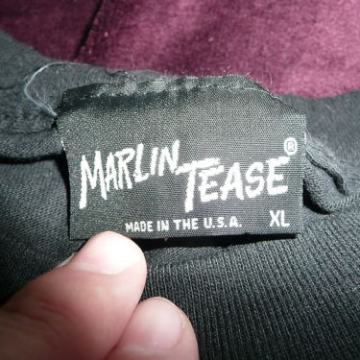 MARLIN
TEASE ®
MADE IN THE U.S.A. XL